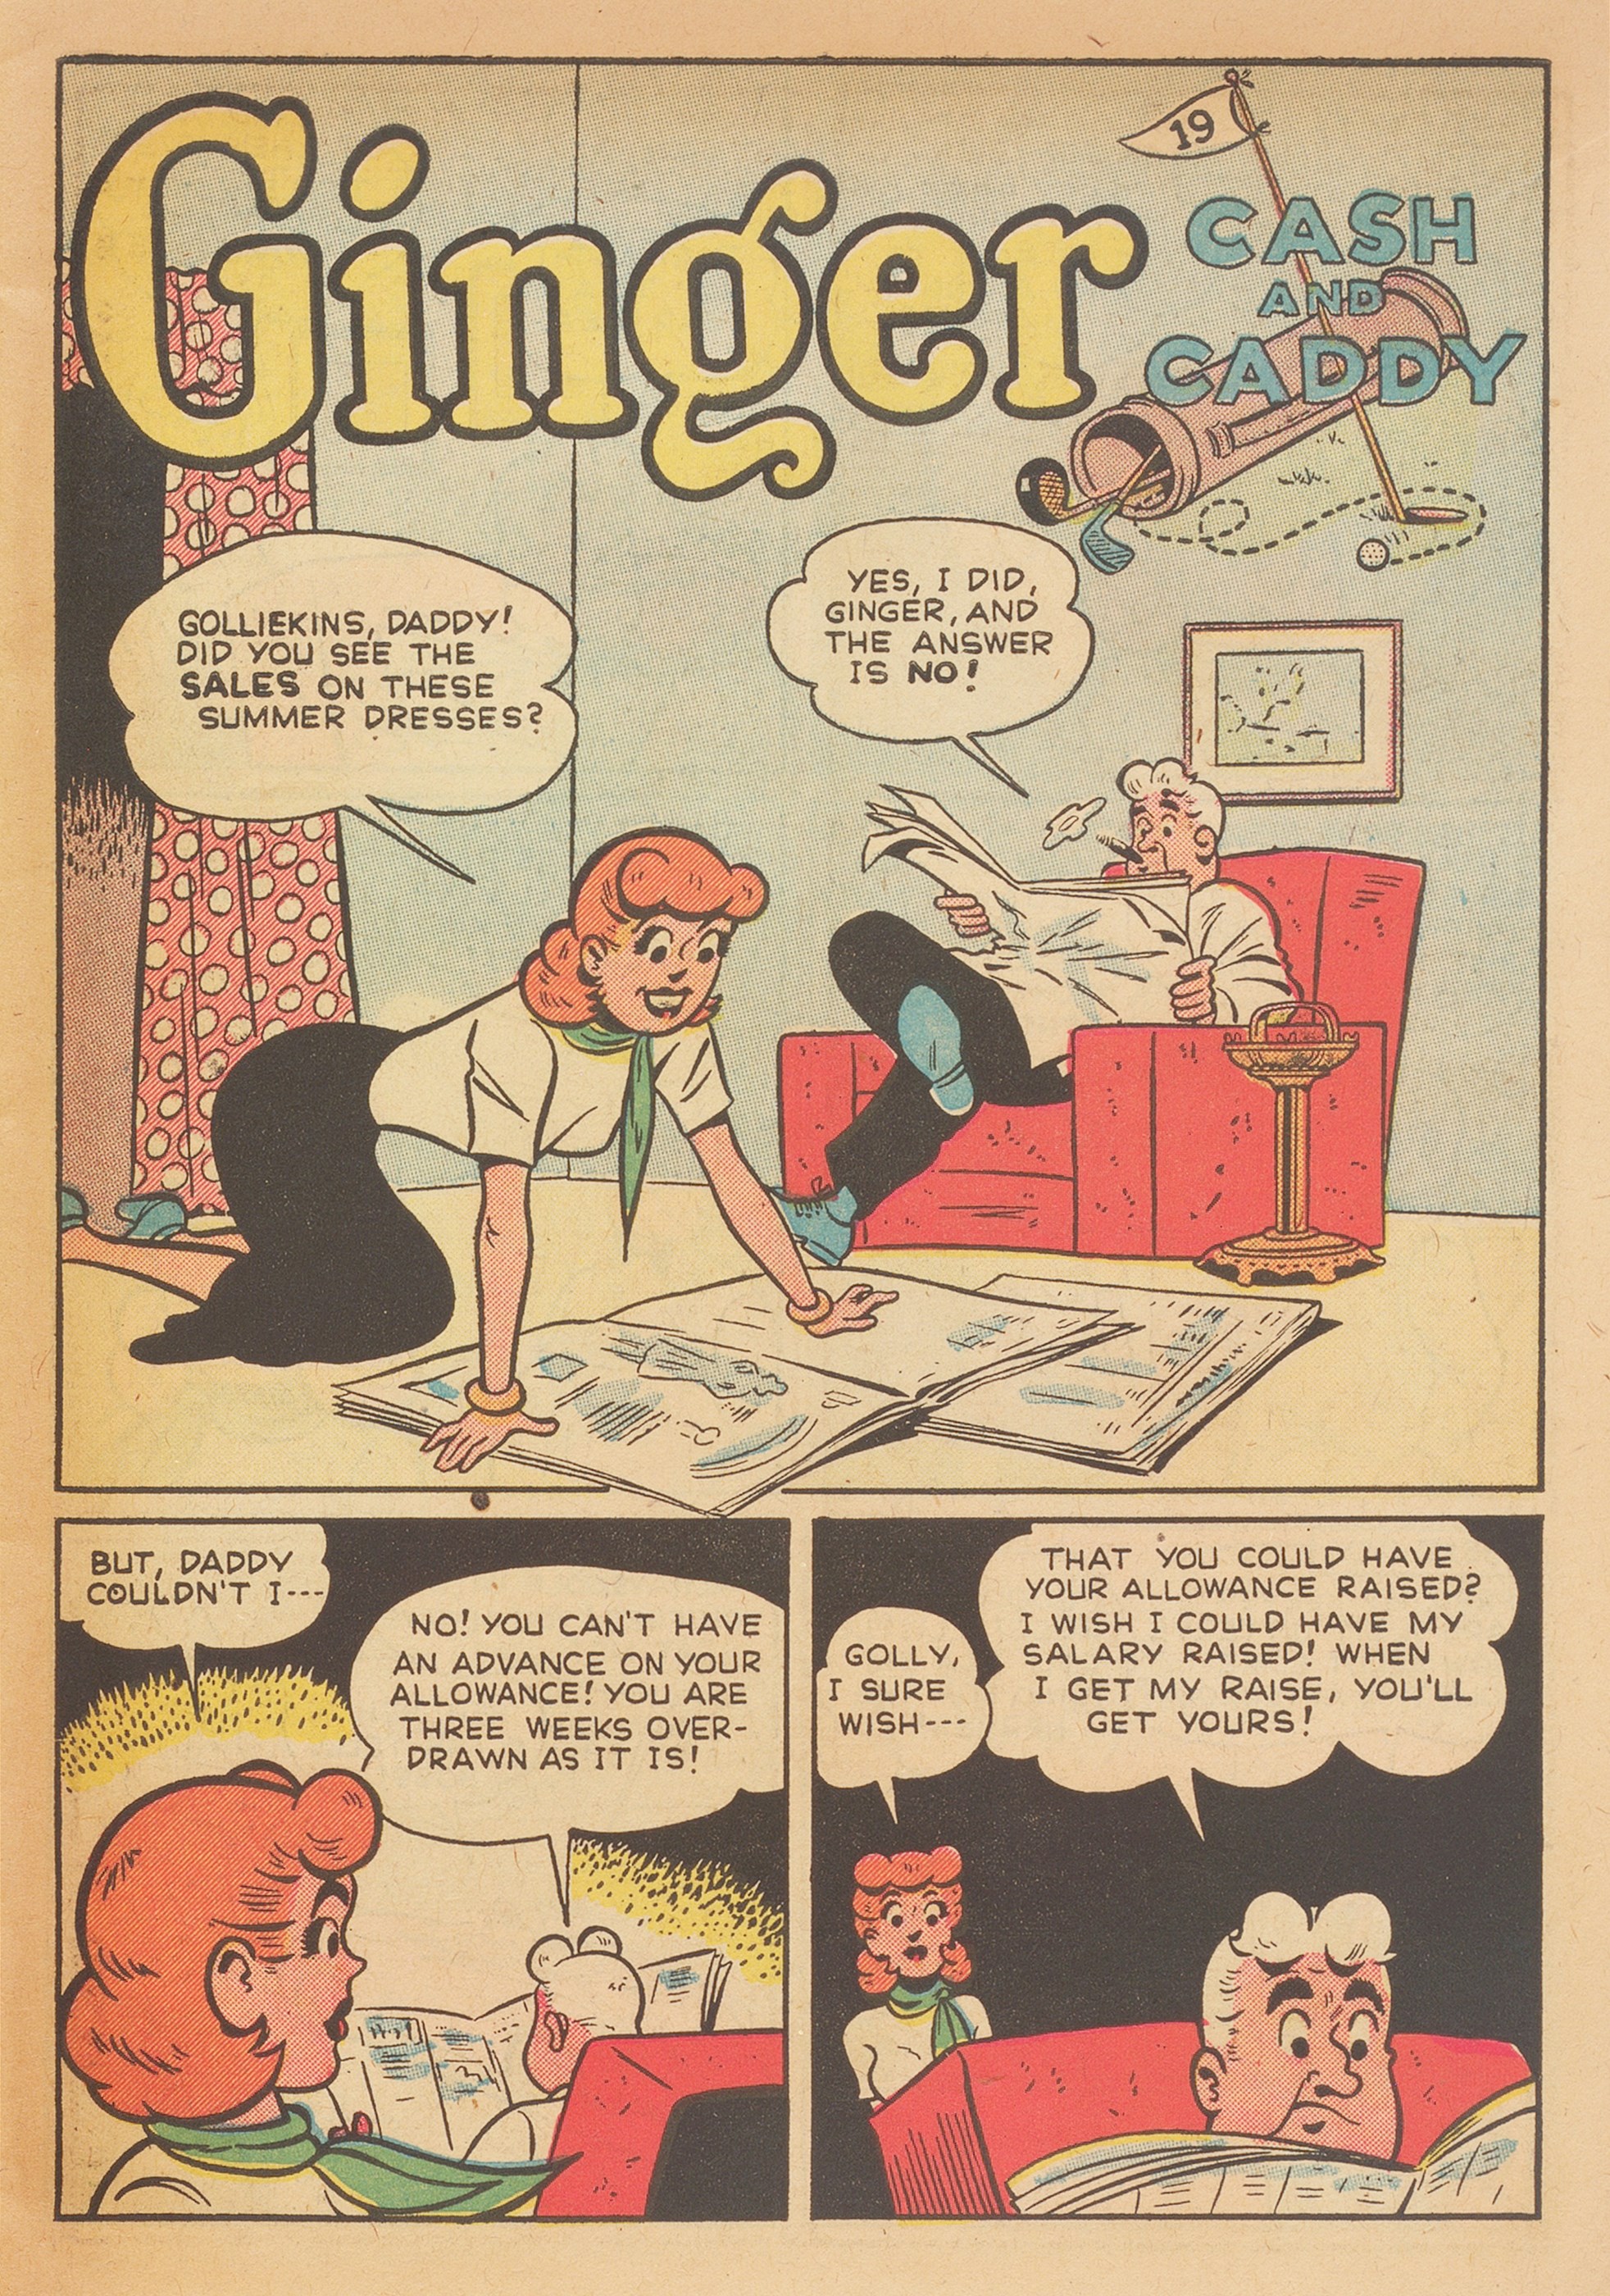 Ginger
19
CASH
AND
CADDY
GOLLIEKINS, DADDY!
DID YOU SEE THE
SALES ON THESE
SUMMER DRESSES?
YES, I DID,
GINGER, AND
THE ANSWER
IS NO!
BUT, DADDY
COULDN'T I---
NO! YOU CAN'T HAVE
AN ADVANCE ON YOUR
ALLOWANCE! YOU ARE
THREE WEEKS OVER-
DRAWN AS IT IS!
GOLLY,
I SURE
WISH---
THAT YOU COULD HAVE
YOUR ALLOWANCE RAISED?
I WISH I COULD HAVE MY
SALARY RAISED! WHEN
I GET MY RAISE, YOU'LL
GET YOURS!